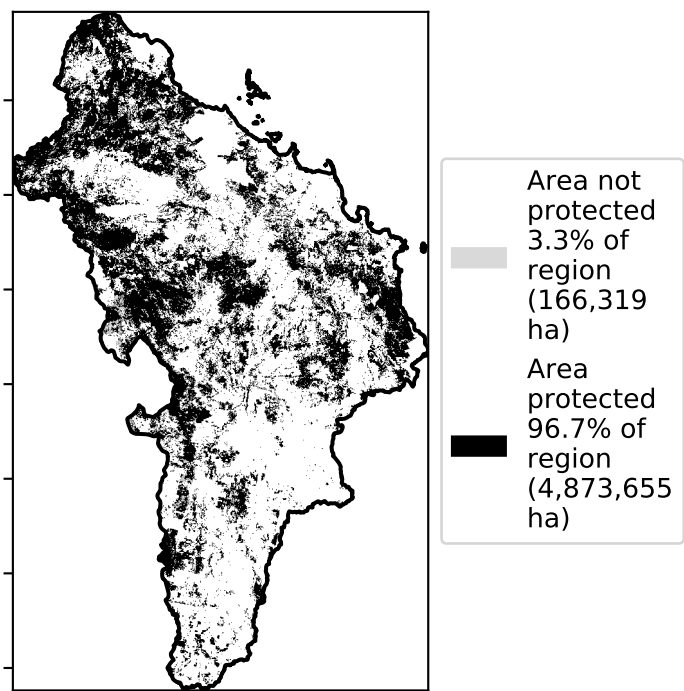 Area not
protected
3.3% of
region
(166,319
ha)
Area
protected
96.7% of
region
(4,873,655
ha)